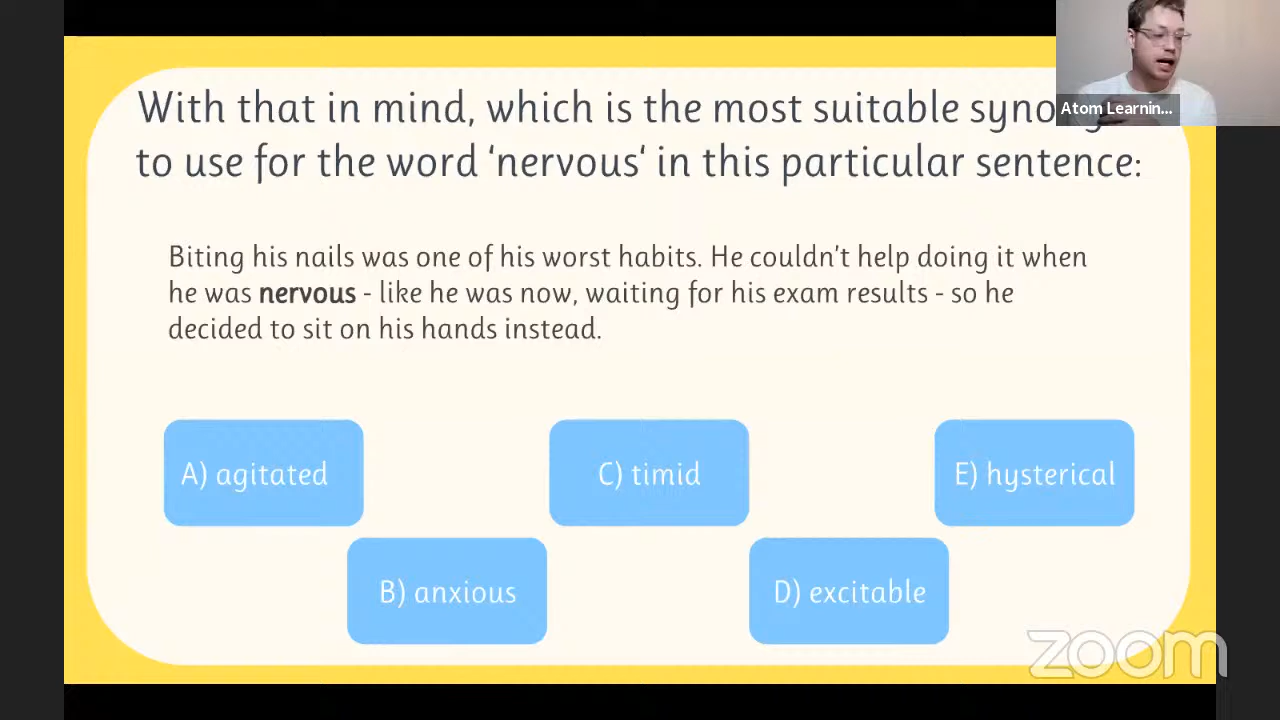 With that in mind, which is the most suitable
to use for the word ‘nervous‘ in this particular sentence:
Atom Learnin...
Biting his nails was one of his worst habits. He couldn't help doing it when
he was nervous - like he was now, waiting for his exam results - so he
decided to sit on his hands instead.
A) agitated
C) timid
E) hysterical
B) anxious
D) excitable
zoom